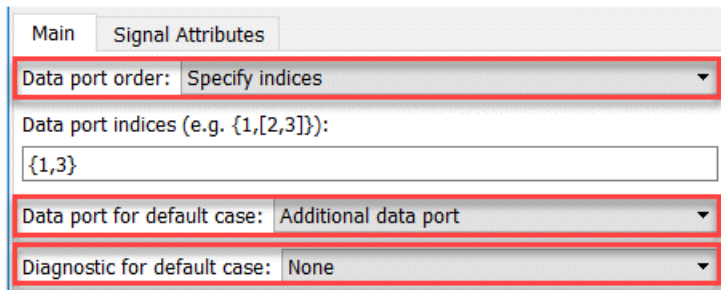 Main Signal Attributes
Data port order: Specify indices
Data port indices (e.g. {1,[2,3]}):
{1,3}
Data port for default case: Additional data port
Diagnostic for default case: None